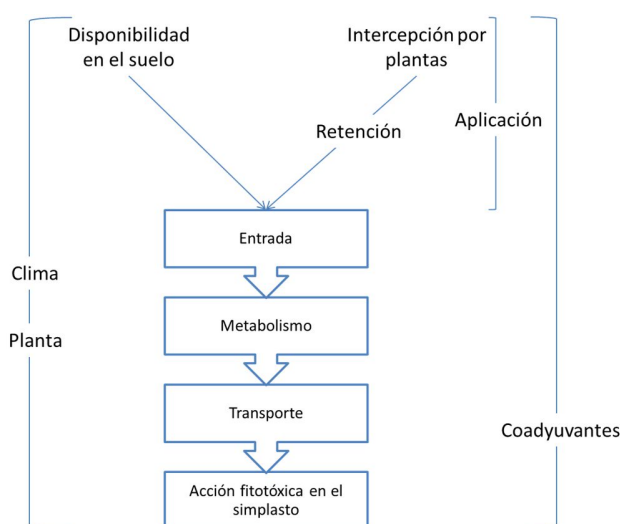 Disponibilidad
en el suelo
Intercepción por
plantas
Retención
Aplicación
Entrada
Clima
Metabolismo
Planta
Transporte
Coadyuvantes
Acción fitotóxica en el
simplasto